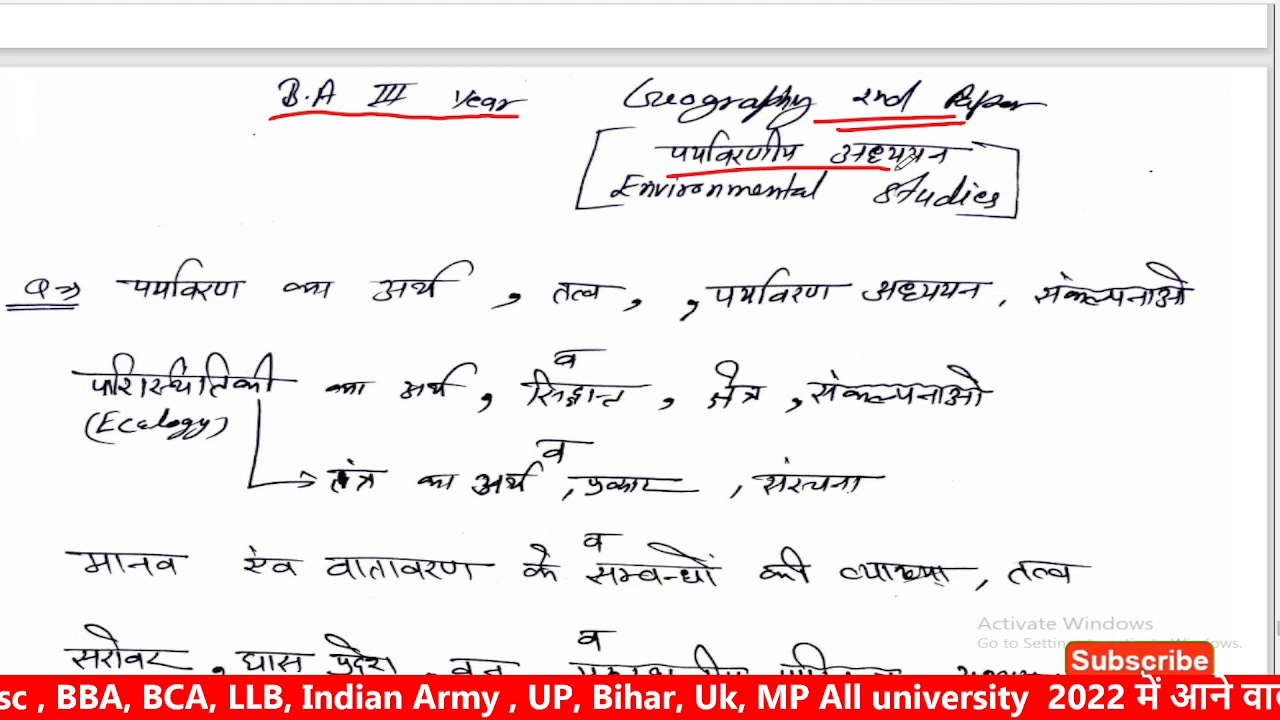 B.A III Year Geography 2nd Paper
पर्यावरणीय अध्ययन
Environmental Studies
Q⇒ पर्यावरण का अर्थ , तत्व , , पर्यावरण अध्ययन , संकल्पनाओ
व
पारिस्थितिकी का अर्थ , सिद्धान्त , क्षेत्र , संकल्पनाओ
(Ecology)
व
→ तंत्र का अर्थ , प्रकार , संरचना
व
मानव एंव वातावरण के सम्बन्धों की व्याख्या , तत्व
व
सरोवर , घास प्रदेश , वन
Activate Windows
Go to Settings to activate Windows.
Subscribe
sc , BBA, BCA, LLB, Indian Army , UP, Bihar, Uk, MP All university 2022 में आने वा